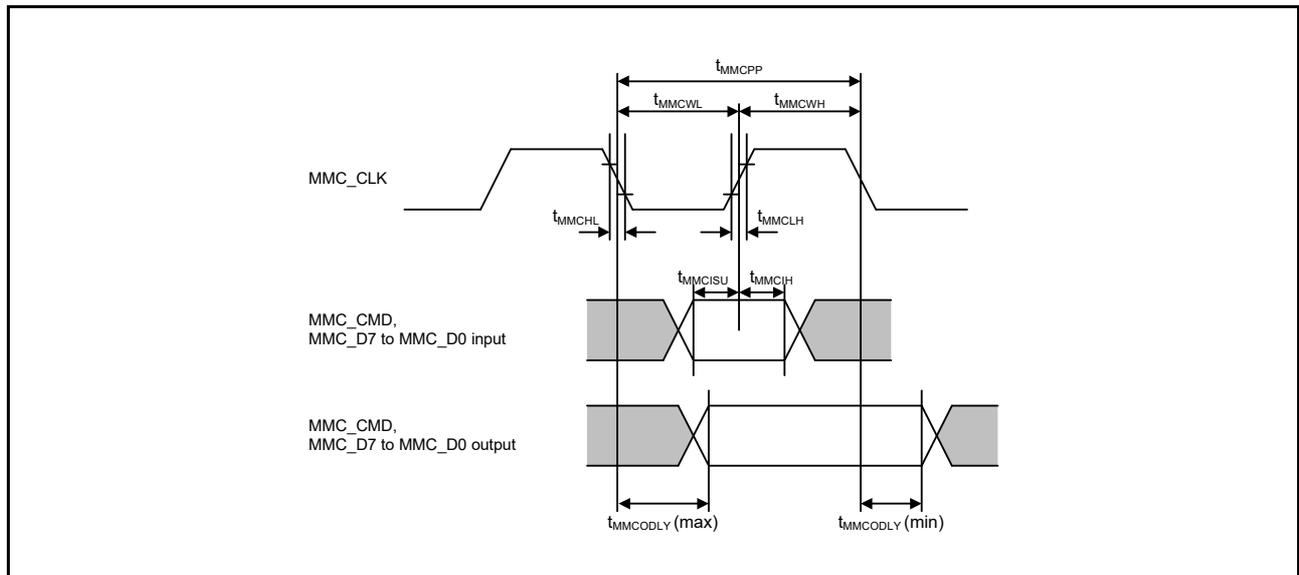 tMMCPP
tMMCWL
tMMCWH
MMC_CLK
tMMCHL
tMMCLH
tMMCISU
tMMCIH
MMC_CMD,
MMC_D7 to MMC_D0 input
MMC_CMD,
MMC_D7 to MMC_D0 output
tMMCODLY (max)
tMMCODLY (min)